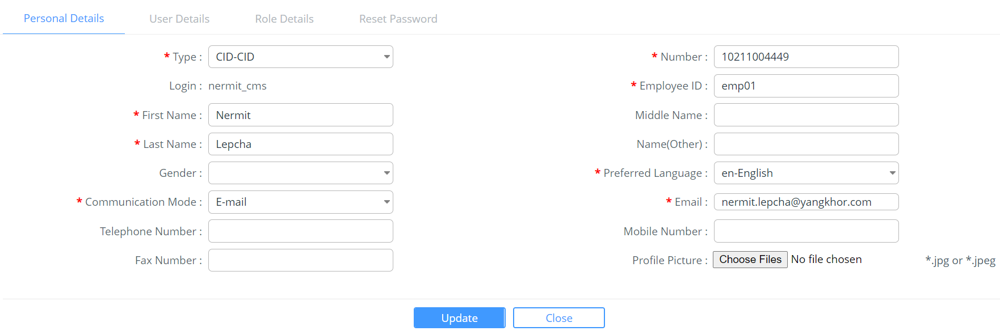 Personal Details User Details Role Details Reset Password
* Type : CID-CID * Number : 10211004449
Login : nermit_cms * Employee ID : emp01
* First Name : Nermit Middle Name :
* Last Name : Lepcha Name(Other) :
Gender : * Preferred Language : en-English
* Communication Mode : E-mail * Email : nermit.lepcha@yangkhor.com
Telephone Number : Mobile Number :
Fax Number : Profile Picture : Choose Files No file chosen *.jpg or *.jpeg
Update Close